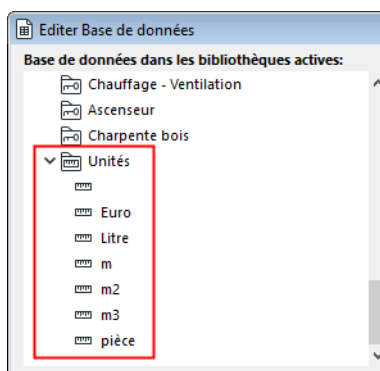 Editer Base de données
Base de données dans les bibliothèques actives:
Chauffage - Ventilation
Ascenseur
Charpente bois
Unités
Euro
Litre
m
m2
m3
pièce